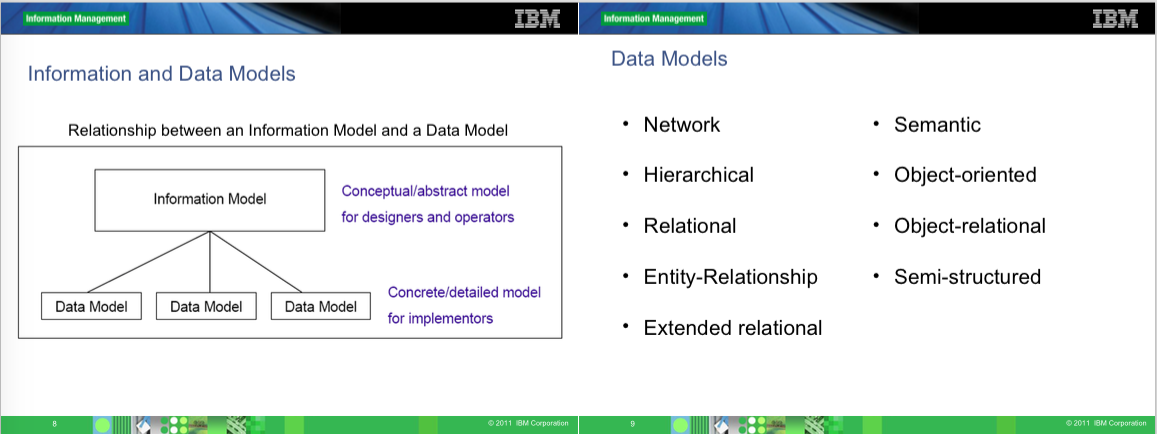 Information Management
IBM
Information and Data Models
Relationship between an Information Model and a Data Model
Information Model
Conceptual/abstract model
for designers and operators
Data Model
Data Model
Data Model
Concrete/detailed model
for implementors
8
© 2011 IBM Corporation
Information Management
IBM
Data Models
• Network
• Hierarchical
• Relational
• Entity-Relationship
• Extended relational
• Semantic
• Object-oriented
• Object-relational
• Semi-structured
9
© 2011 IBM Corporation